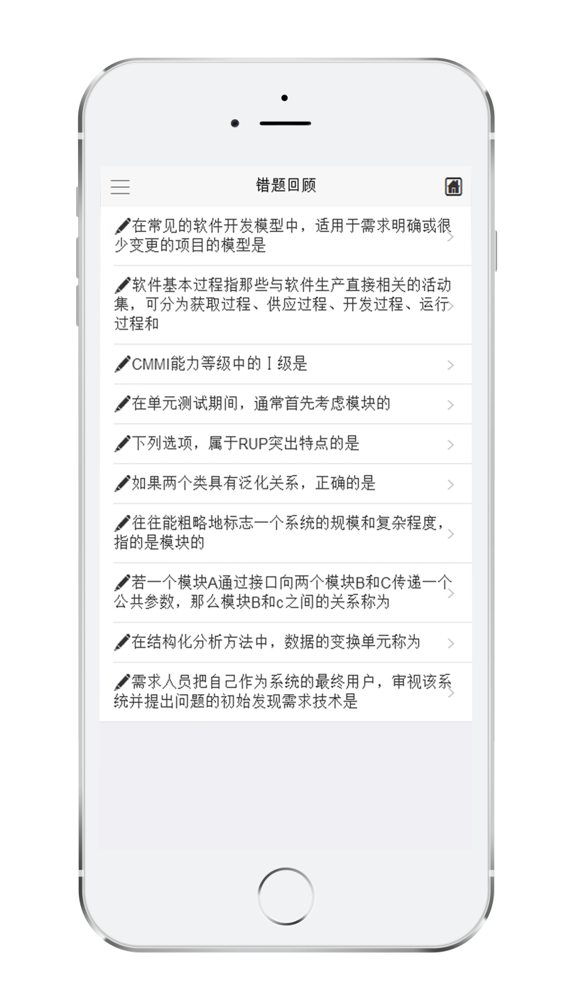 错题回顾
在常见的软件开发模型中，适用于需求明确或很
少变更的项目的模型是
软件基本过程指那些与软件生产直接相关的活动
集，可分为获取过程、供应过程、开发过程、运行
过程和
CMMI能力等级中的Ⅰ级是
在单元测试期间，通常首先考虑模块的
下列选项，属于RUP突出特点的是
如果两个类具有泛化关系，正确的是
往往能粗略地标志一个系统的规模和复杂程度，
指的是模块的
若一个模块A通过接口向两个模块B和C传递一个
公共参数，那么模块B和c之间的关系称为
在结构化分析方法中，数据的变换单元称为
需求人员把自己作为系统的最终用户，审视该系
统并提出问题的初始发现需求技术是